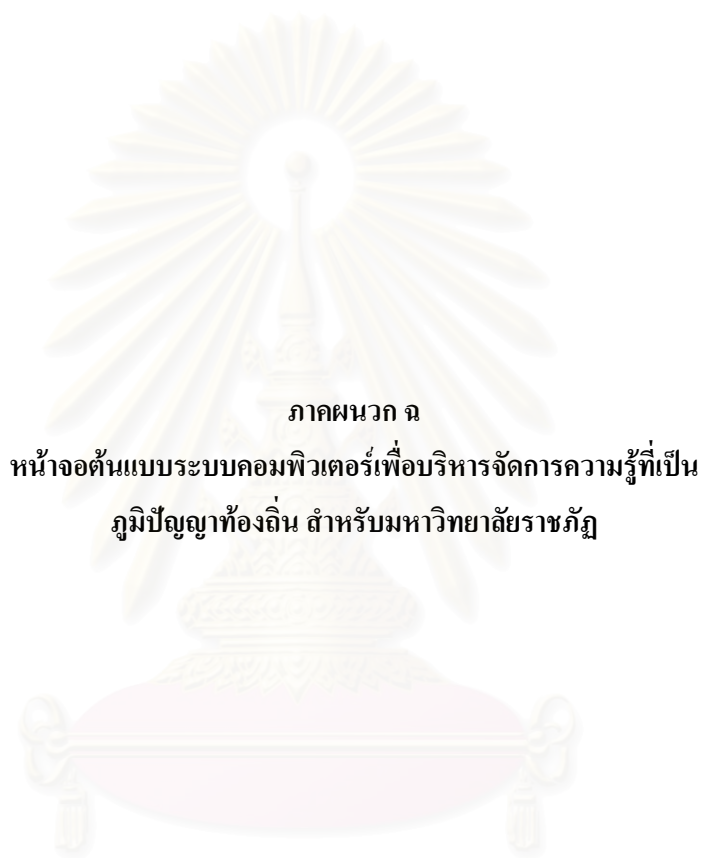 ภาคผนวก ฉ
หน้าจอต้นแบบระบบคอมพิวเตอร์เพื่อบริหารจัดการความรู้ที่เป็น
ภูมิปัญญาท้องถิ่น สำหรับมหาวิทยาลัยราชภัฏ